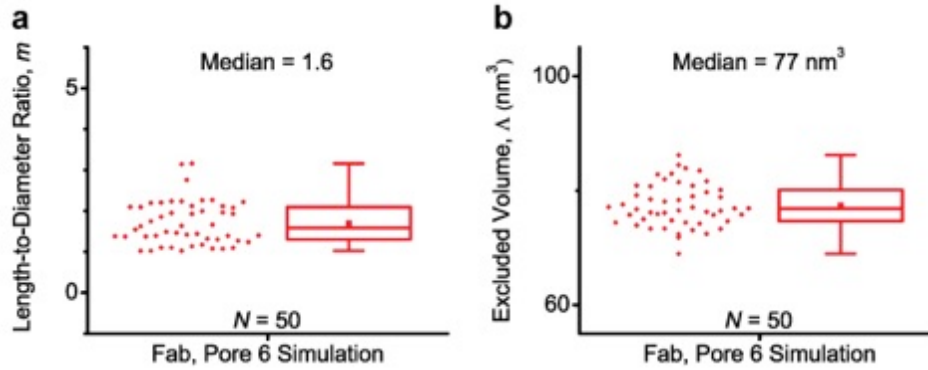 a
Length-to-Diameter Ratio, m
5
0
Median = 1.6
N = 50
Fab, Pore 6 Simulation
b
Excluded Volume, Λ (nm³)
100
60
Median = 77 nm³
N = 50
Fab, Pore 6 Simulation